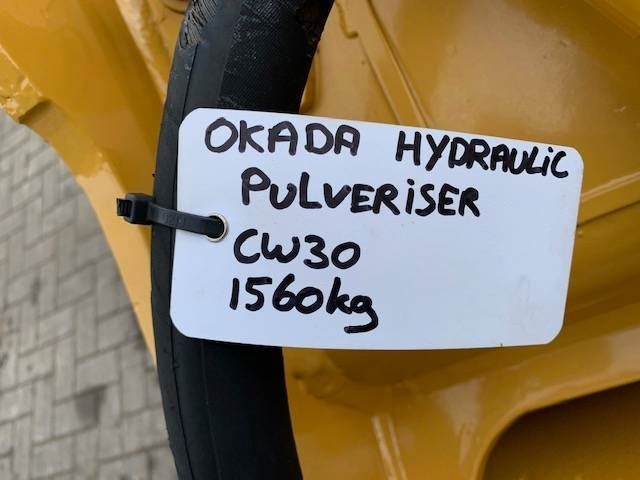 OKADA HYDRAULIC
PULVERISER
CW30
1560kg